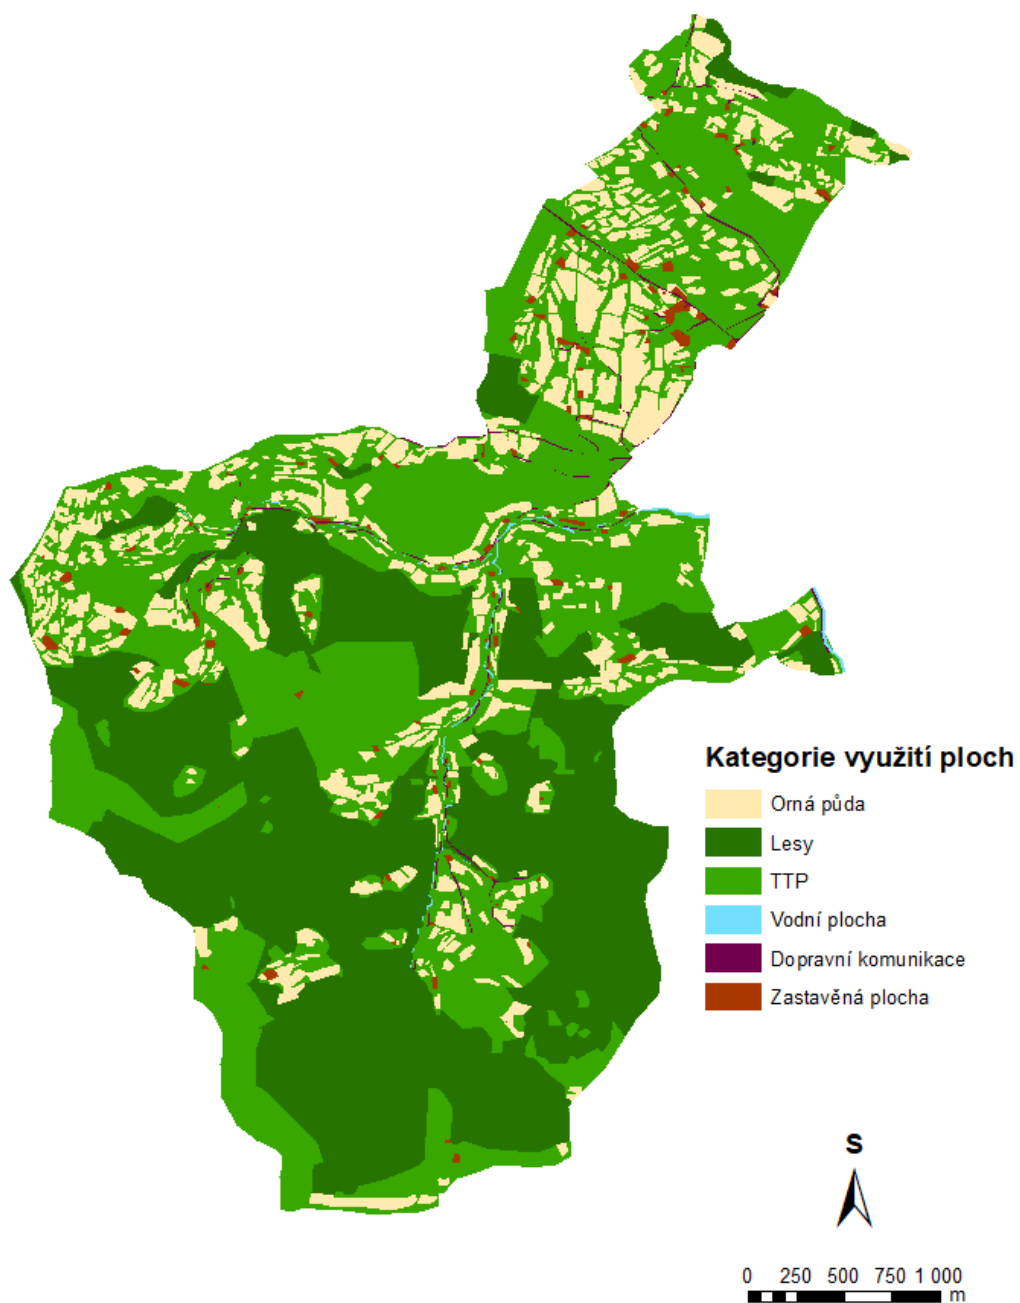 Kategorie využití ploch
Orná půda
Lesy
TTP
Vodní plocha
Dopravní komunikace
Zastavěná plocha
S
0 250 500 750 1 000
m